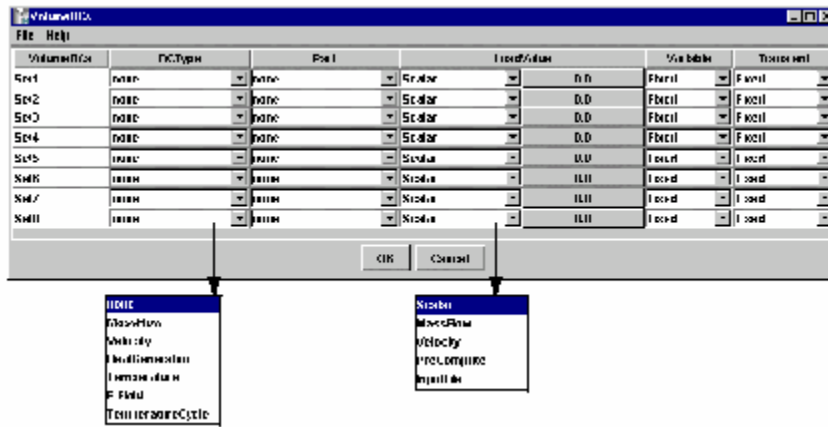 VolumeBCs
File Help
VolumeBCs BCType Part LoadValue Variable Transient
Set1 none none Scalar 0.0 Fixed Fixed
Set2 none none Scalar 0.0 Fixed Fixed
Set3 none none Scalar 0.0 Fixed Fixed
Set4 none none Scalar 0.0 Fixed Fixed
Set5 none none Scalar 0.0 Fixed Fixed
Set6 none none Scalar 0.0 Fixed Fixed
Set7 none none Scalar 0.0 Fixed Fixed
Set8 none none Scalar 0.0 Fixed Fixed
OK Cancel
none
MassFlow
Velocity
HeatGeneration
Temperature
E-Field
TemperatureCycle
Scalar
MassFlow
Velocity
PreComplite
InputFile